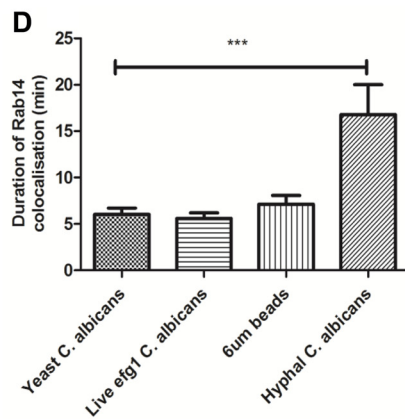 D
***
Duration of Rab14
colocalisation (min)
25
20
15
10
5
0
Yeast C. albicans
Live efg1 C. albicans
6um beads
Hyphal C. albicans